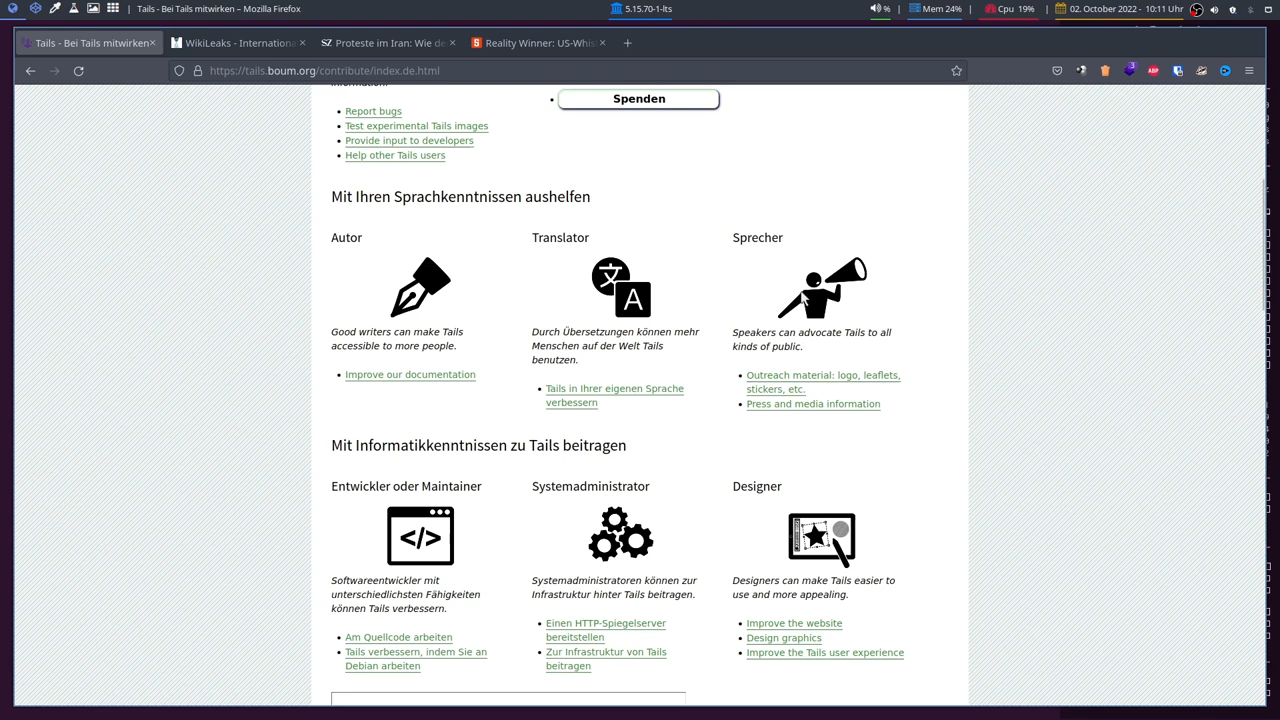 Tails - Bei Tails mitwirken - Mozilla Firefox
5.15.70-1-lts
%
Mem 24%
Cpu 19%
02. October 2022 - 10:11 Uhr
Tails - Bei Tails mitwirken
WikiLeaks - Internationa
SZ Proteste im Iran: Wie de
Reality Winner: US-Whis
https://tails.boum.org/contribute/index.de.html
3
ABP
Spenden
Report bugs
Test experimental Tails images
Provide input to developers
Help other Tails users
Mit Ihren Sprachkenntnissen aushelfen
Autor
Good writers can make Tails
accessible to more people.
Improve our documentation
Translator
文 A
Durch Übersetzungen können mehr
Menschen auf der Welt Tails
benutzen.
Tails in Ihrer eigenen Sprache
verbessern
Sprecher
Speakers can advocate Tails to all
kinds of public.
Outreach material: logo, leaflets,
stickers, etc.
Press and media information
Mit Informatikkenntnissen zu Tails beitragen
Entwickler oder Maintainer
</>
Softwareentwickler mit
unterschiedlichsten Fähigkeiten
können Tails verbessern.
Am Quellcode arbeiten
Tails verbessern, indem Sie an
Debian arbeiten
Systemadministrator
Systemadministratoren können zur
Infrastruktur hinter Tails beitragen.
Einen HTTP-Spiegelserver
bereitstellen
Zur Infrastruktur von Tails
beitragen
Designer
Designers can make Tails easier to
use and more appealing.
Improve the website
Design graphics
Improve the Tails user experience